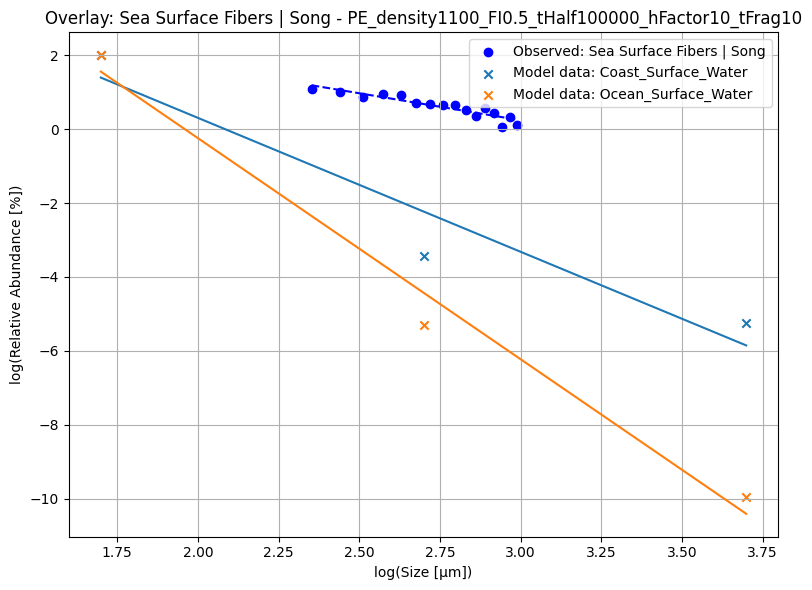 Overlay: Sea Surface Fibers | Song - PE_density1100_FI0.5_tHalf100000_hFactor10_tFrag10
Observed: Sea Surface Fibers | Song
Model data: Coast_Surface_Water
Model data: Ocean_Surface_Water
log(Relative Abundance [%])
2
0
−2
−4
−6
−8
−10
1.75
2.00
2.25
2.50
2.75
3.00
3.25
3.50
3.75
log(Size [µm])